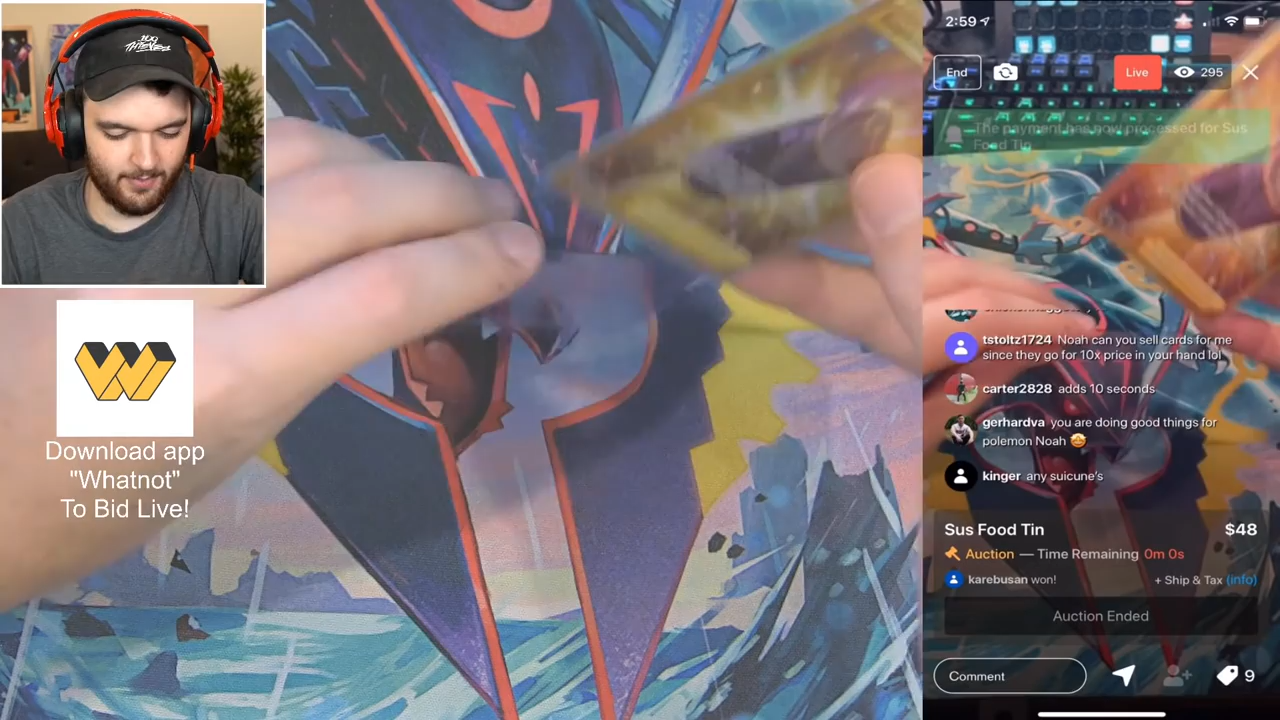 100
THIEVES
Download app
"Whatnot"
To Bid Live!
2:59
End
Live
295
The payment has now processed for Sus
Food Tin
tstoltz1724 Noah can you sell cards for me
since they go for 10x price in your hand lol
carter2828 adds 10 seconds
gerhardva you are doing good things for
polemon Noah 🤩
kinger any suicune's
Sus Food Tin $48
Auction — Time Remaining 0m 0s
karebusan won! + Ship & Tax (info)
Auction Ended
Comment
9